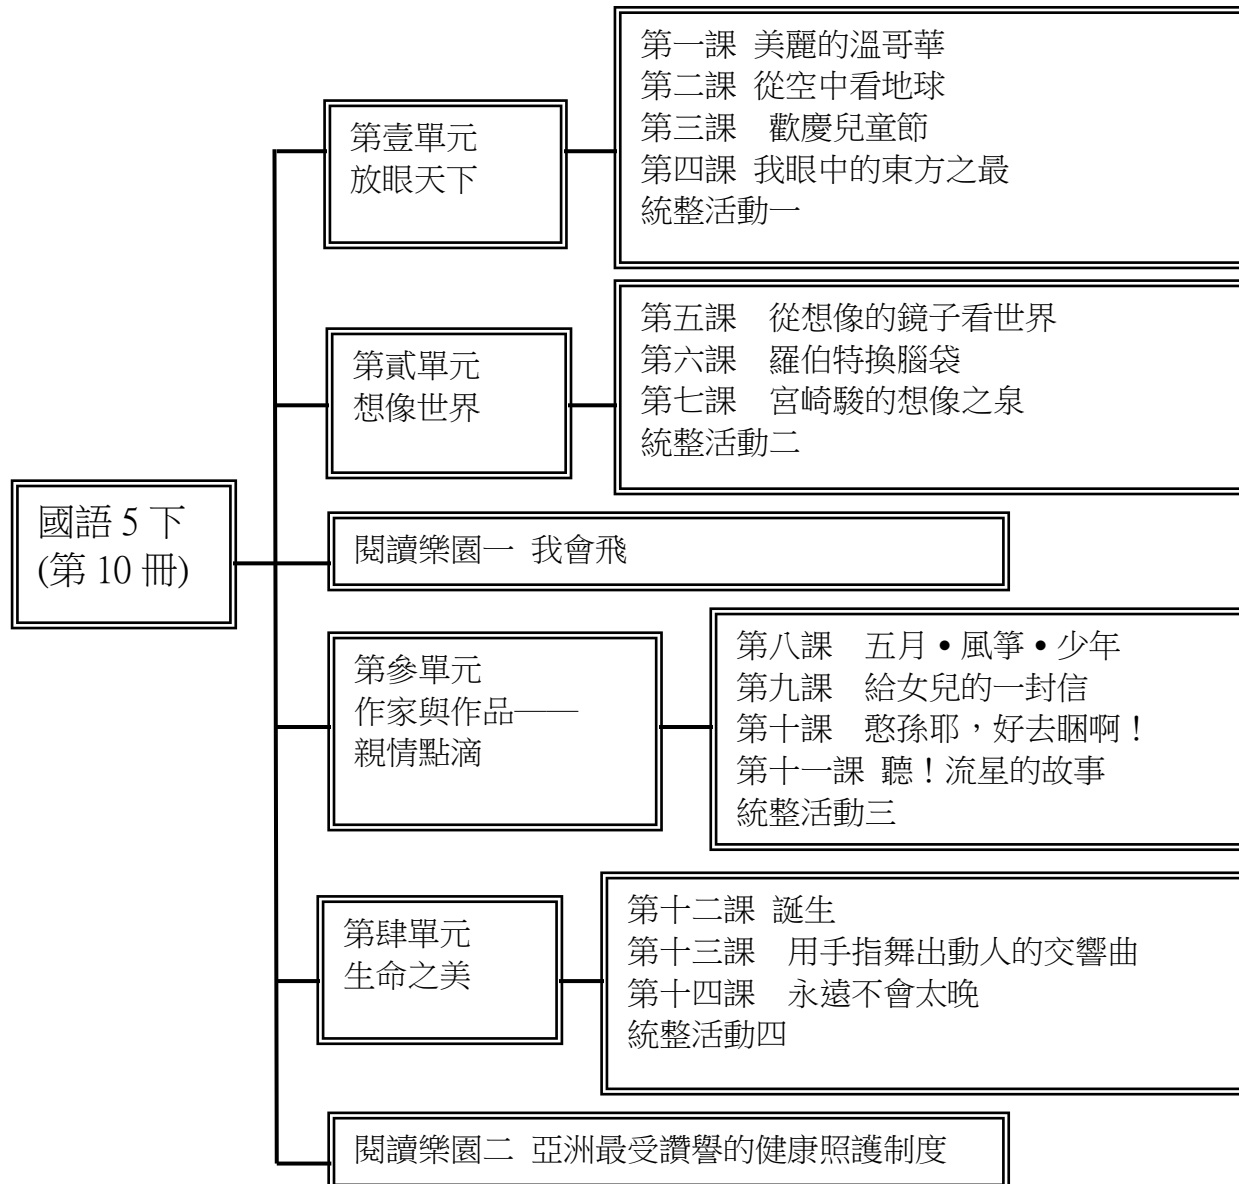 國語 5 下
(第 10 冊)
第壹單元
放眼天下
第一課 美麗的溫哥華
第二課 從空中看地球
第三課 歡慶兒童節
第四課 我眼中的東方之最
統整活動一
第貳單元
想像世界
第五課 從想像的鏡子看世界
第六課 羅伯特換腦袋
第七課 宮崎駿的想像之泉
統整活動二
閱讀樂園一 我會飛
第參單元
作家與作品——
親情點滴
第八課 五月•風箏•少年
第九課 給女兒的一封信
第十課 憨孫耶，好去睏啊！
第十一課 聽！流星的故事
統整活動三
第肆單元
生命之美
第十二課 誕生
第十三課 用手指舞出動人的交響曲
第十四課 永遠不會太晚
統整活動四
閱讀樂園二 亞洲最受讚譽的健康照護制度